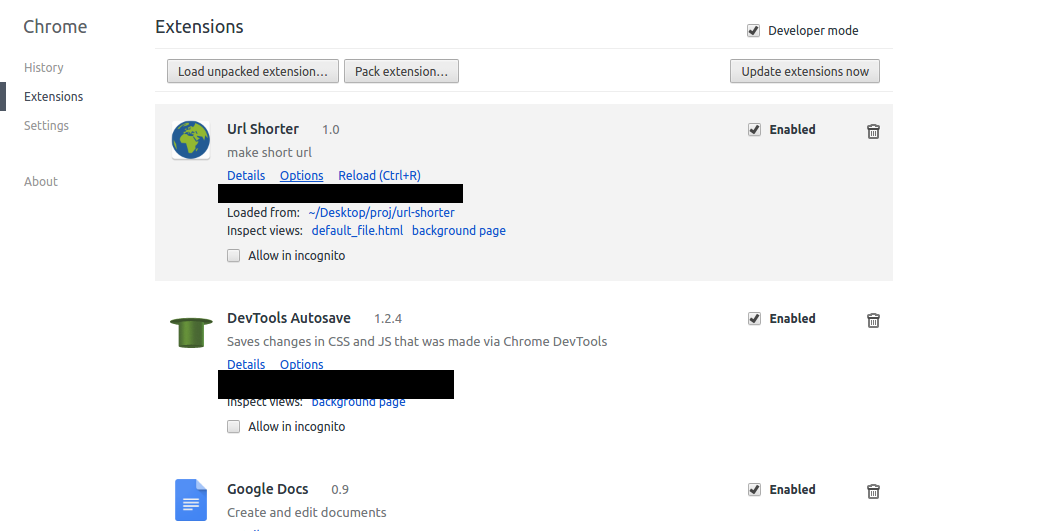 Chrome
Extensions
Developer mode
History
Extensions
Settings
About
Load unpacked extension...
Pack extension...
Update extensions now
Url Shorter 1.0
Enabled
make short url
Details Options Reload (Ctrl+R)
Loaded from: ~/Desktop/proj/url-shorter
Inspect views: default_file.html background page
Allow in incognito
DevTools Autosave 1.2.4
Enabled
Saves changes in CSS and JS that was made via Chrome DevTools
Details Options
Inspect views: background page
Allow in incognito
Google Docs 0.9
Enabled
Create and edit documents